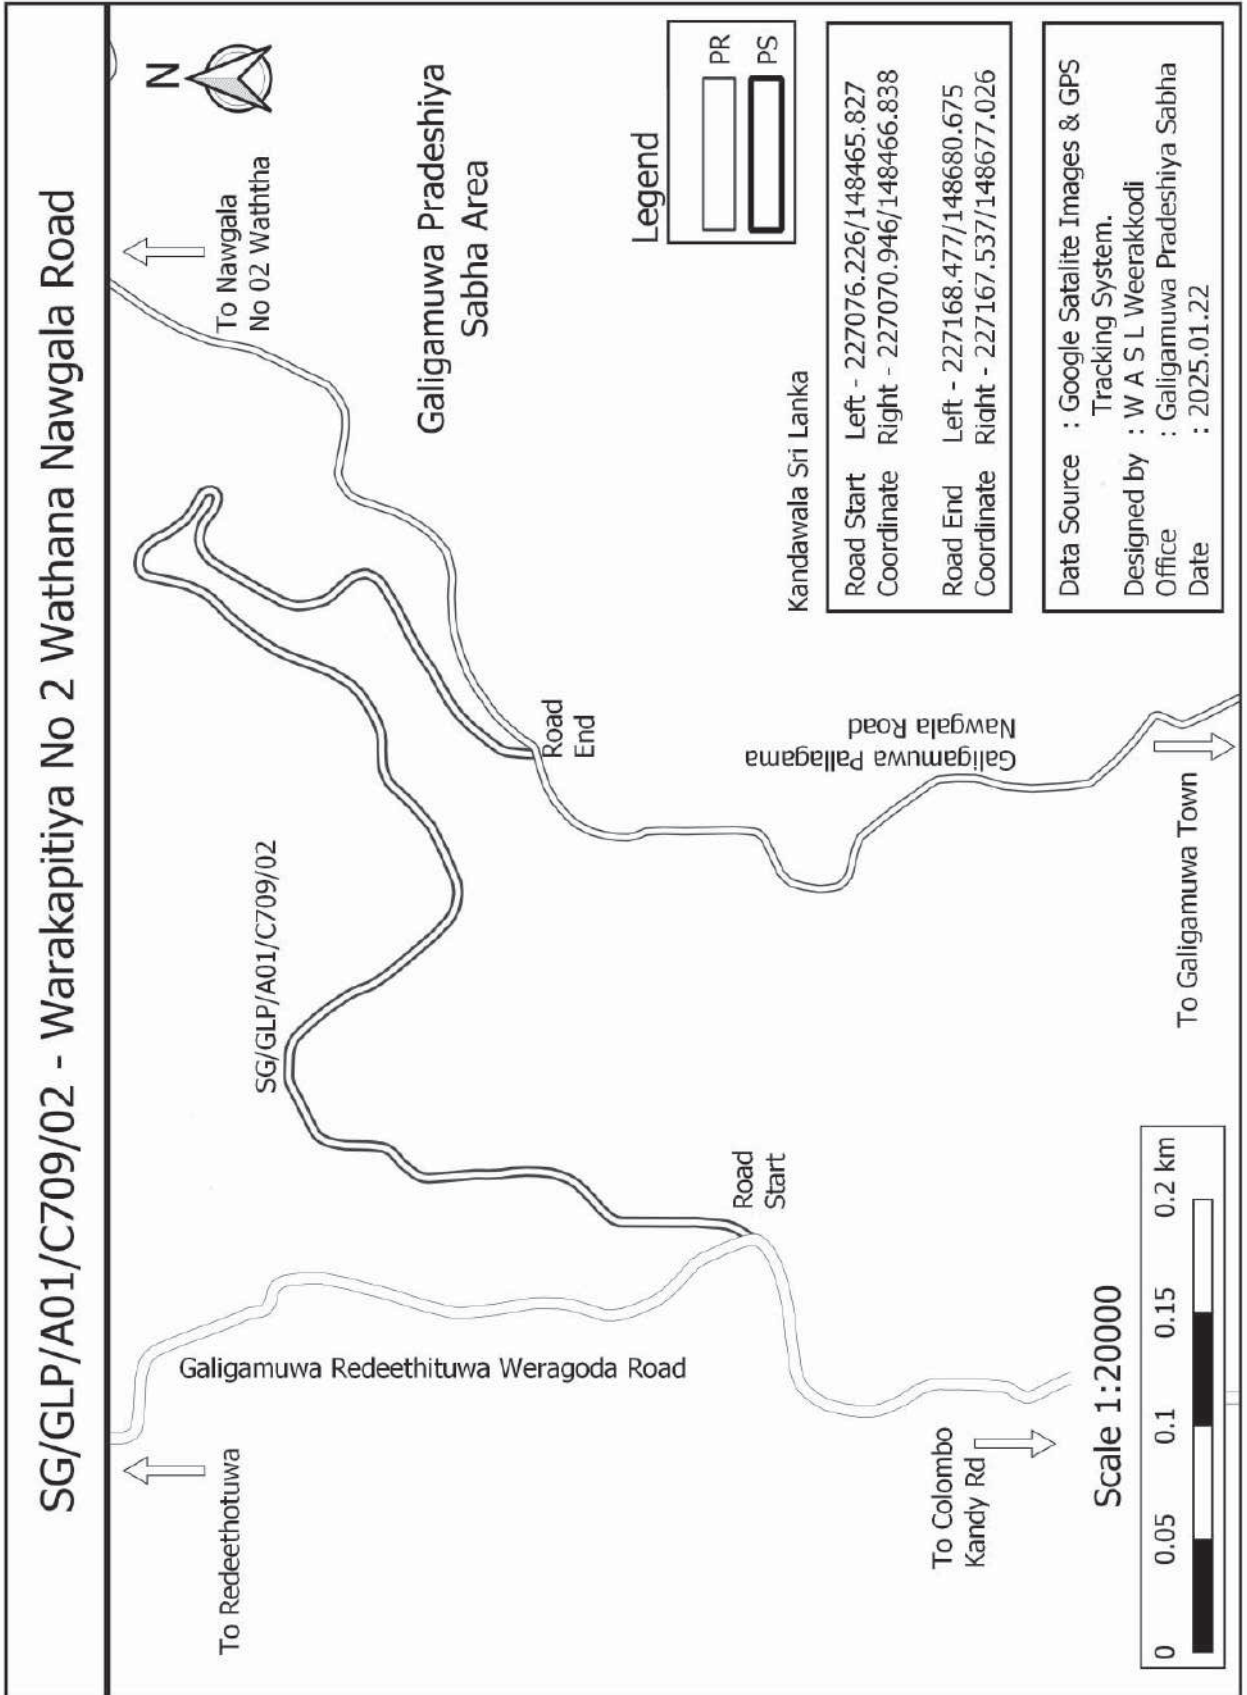 SG/GLP/A01/C709/02 - Warakapitiya No 2 Wathana Nawgala Road
To Redeethotuwa
To Nawgala
No 02 Waththa
N
Galigamuwa Redeethituwa Weragoda Road
SG/GLP/A01/C709/02
Galigamuwa Pradeshiya
Sabha Area
Road
End
Road
Start
Galigamuwa Pallagama
Nawgala Road
To Colombo
Kandy Rd
To Galigamuwa Town
Legend
PR
PS
Kandawala Sri Lanka
Road Start Left - 227076.226/148465.827
Coordinate Right - 227070.946/148466.838
Road End Left - 227168.477/148680.675
Coordinate Right - 227167.537/148677.026
Data Source : Google Satalite Images & GPS
Tracking System.
Designed by : W A S L Weerakkodi
Office : Galigamuwa Pradeshiya Sabha
Date : 2025.01.22
Scale 1:20000
0 0.05 0.1 0.15 0.2 km